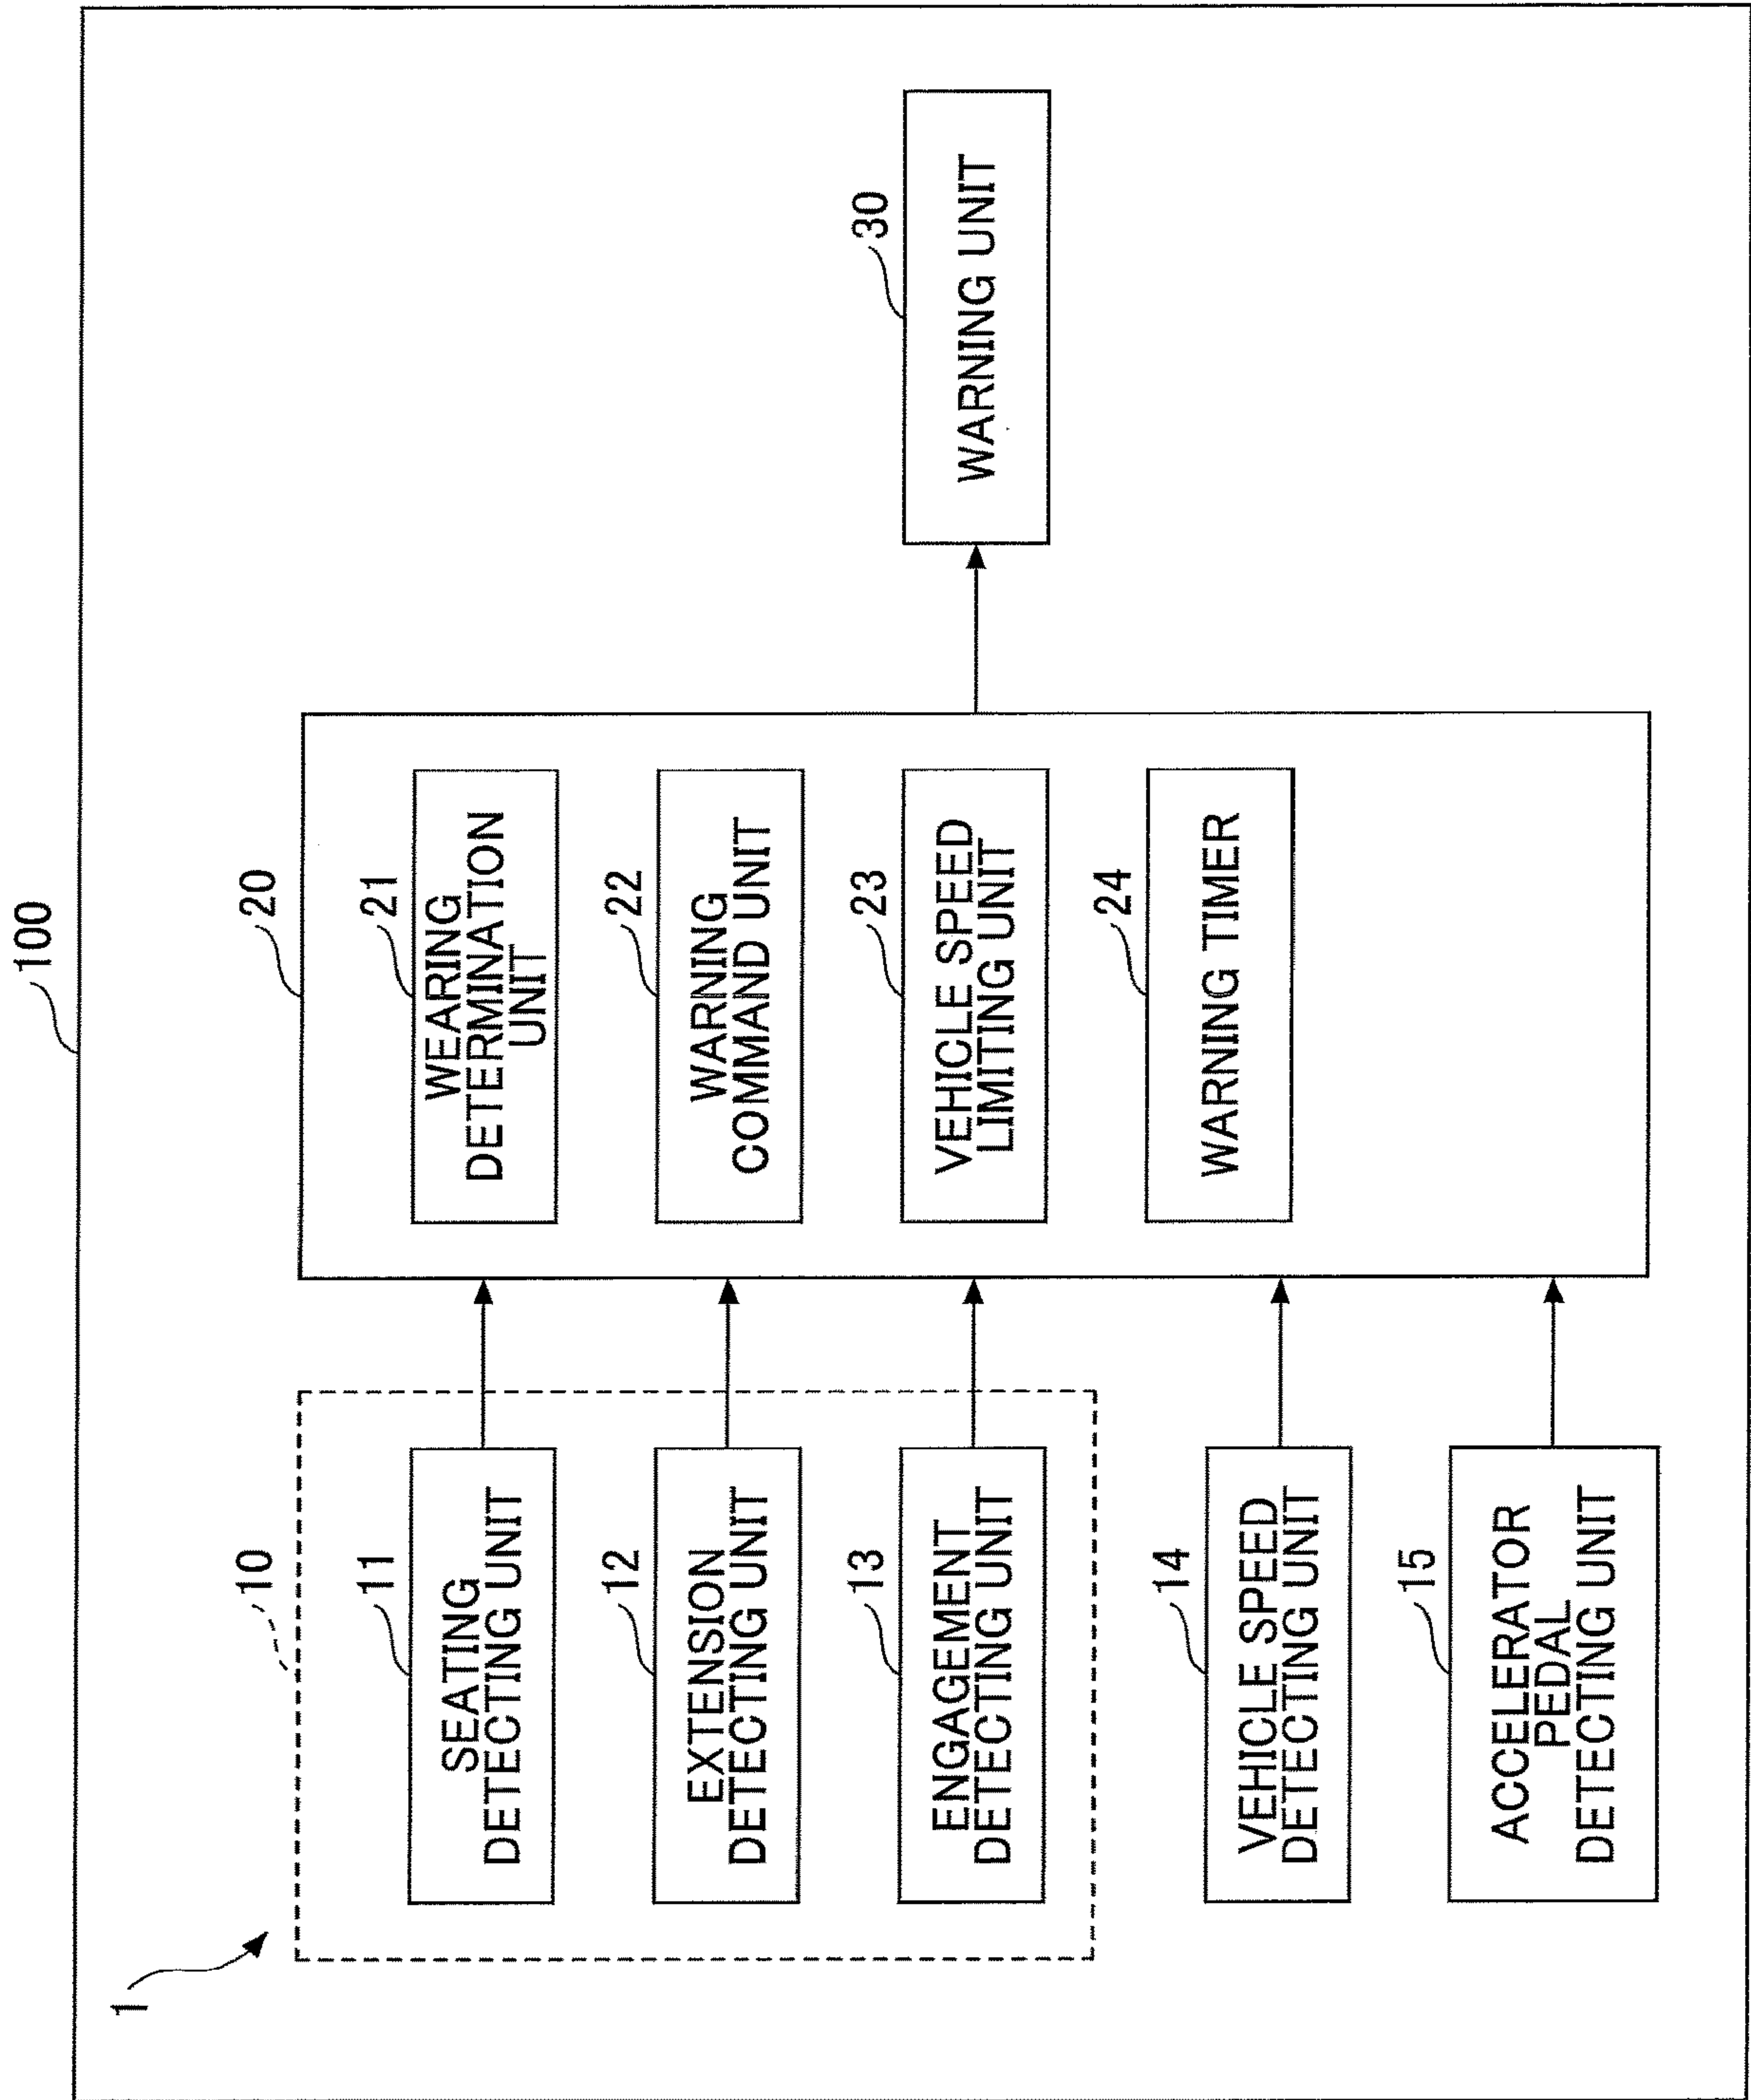 100
1
10
11
SEATING
DETECTING UNIT
12
EXTENSION
DETECTING UNIT
13
ENGAGEMENT
DETECTING UNIT
14
VEHICLE SPEED
DETECTING UNIT
15
ACCELERATOR
PEDAL
DETECTING UNIT
20
21
WEARING
DETERMINATION
UNIT
22
WARNING
COMMAND UNIT
23
VEHICLE SPEED
LIMITING UNIT
24
WARNING TIMER
30
WARNING UNIT